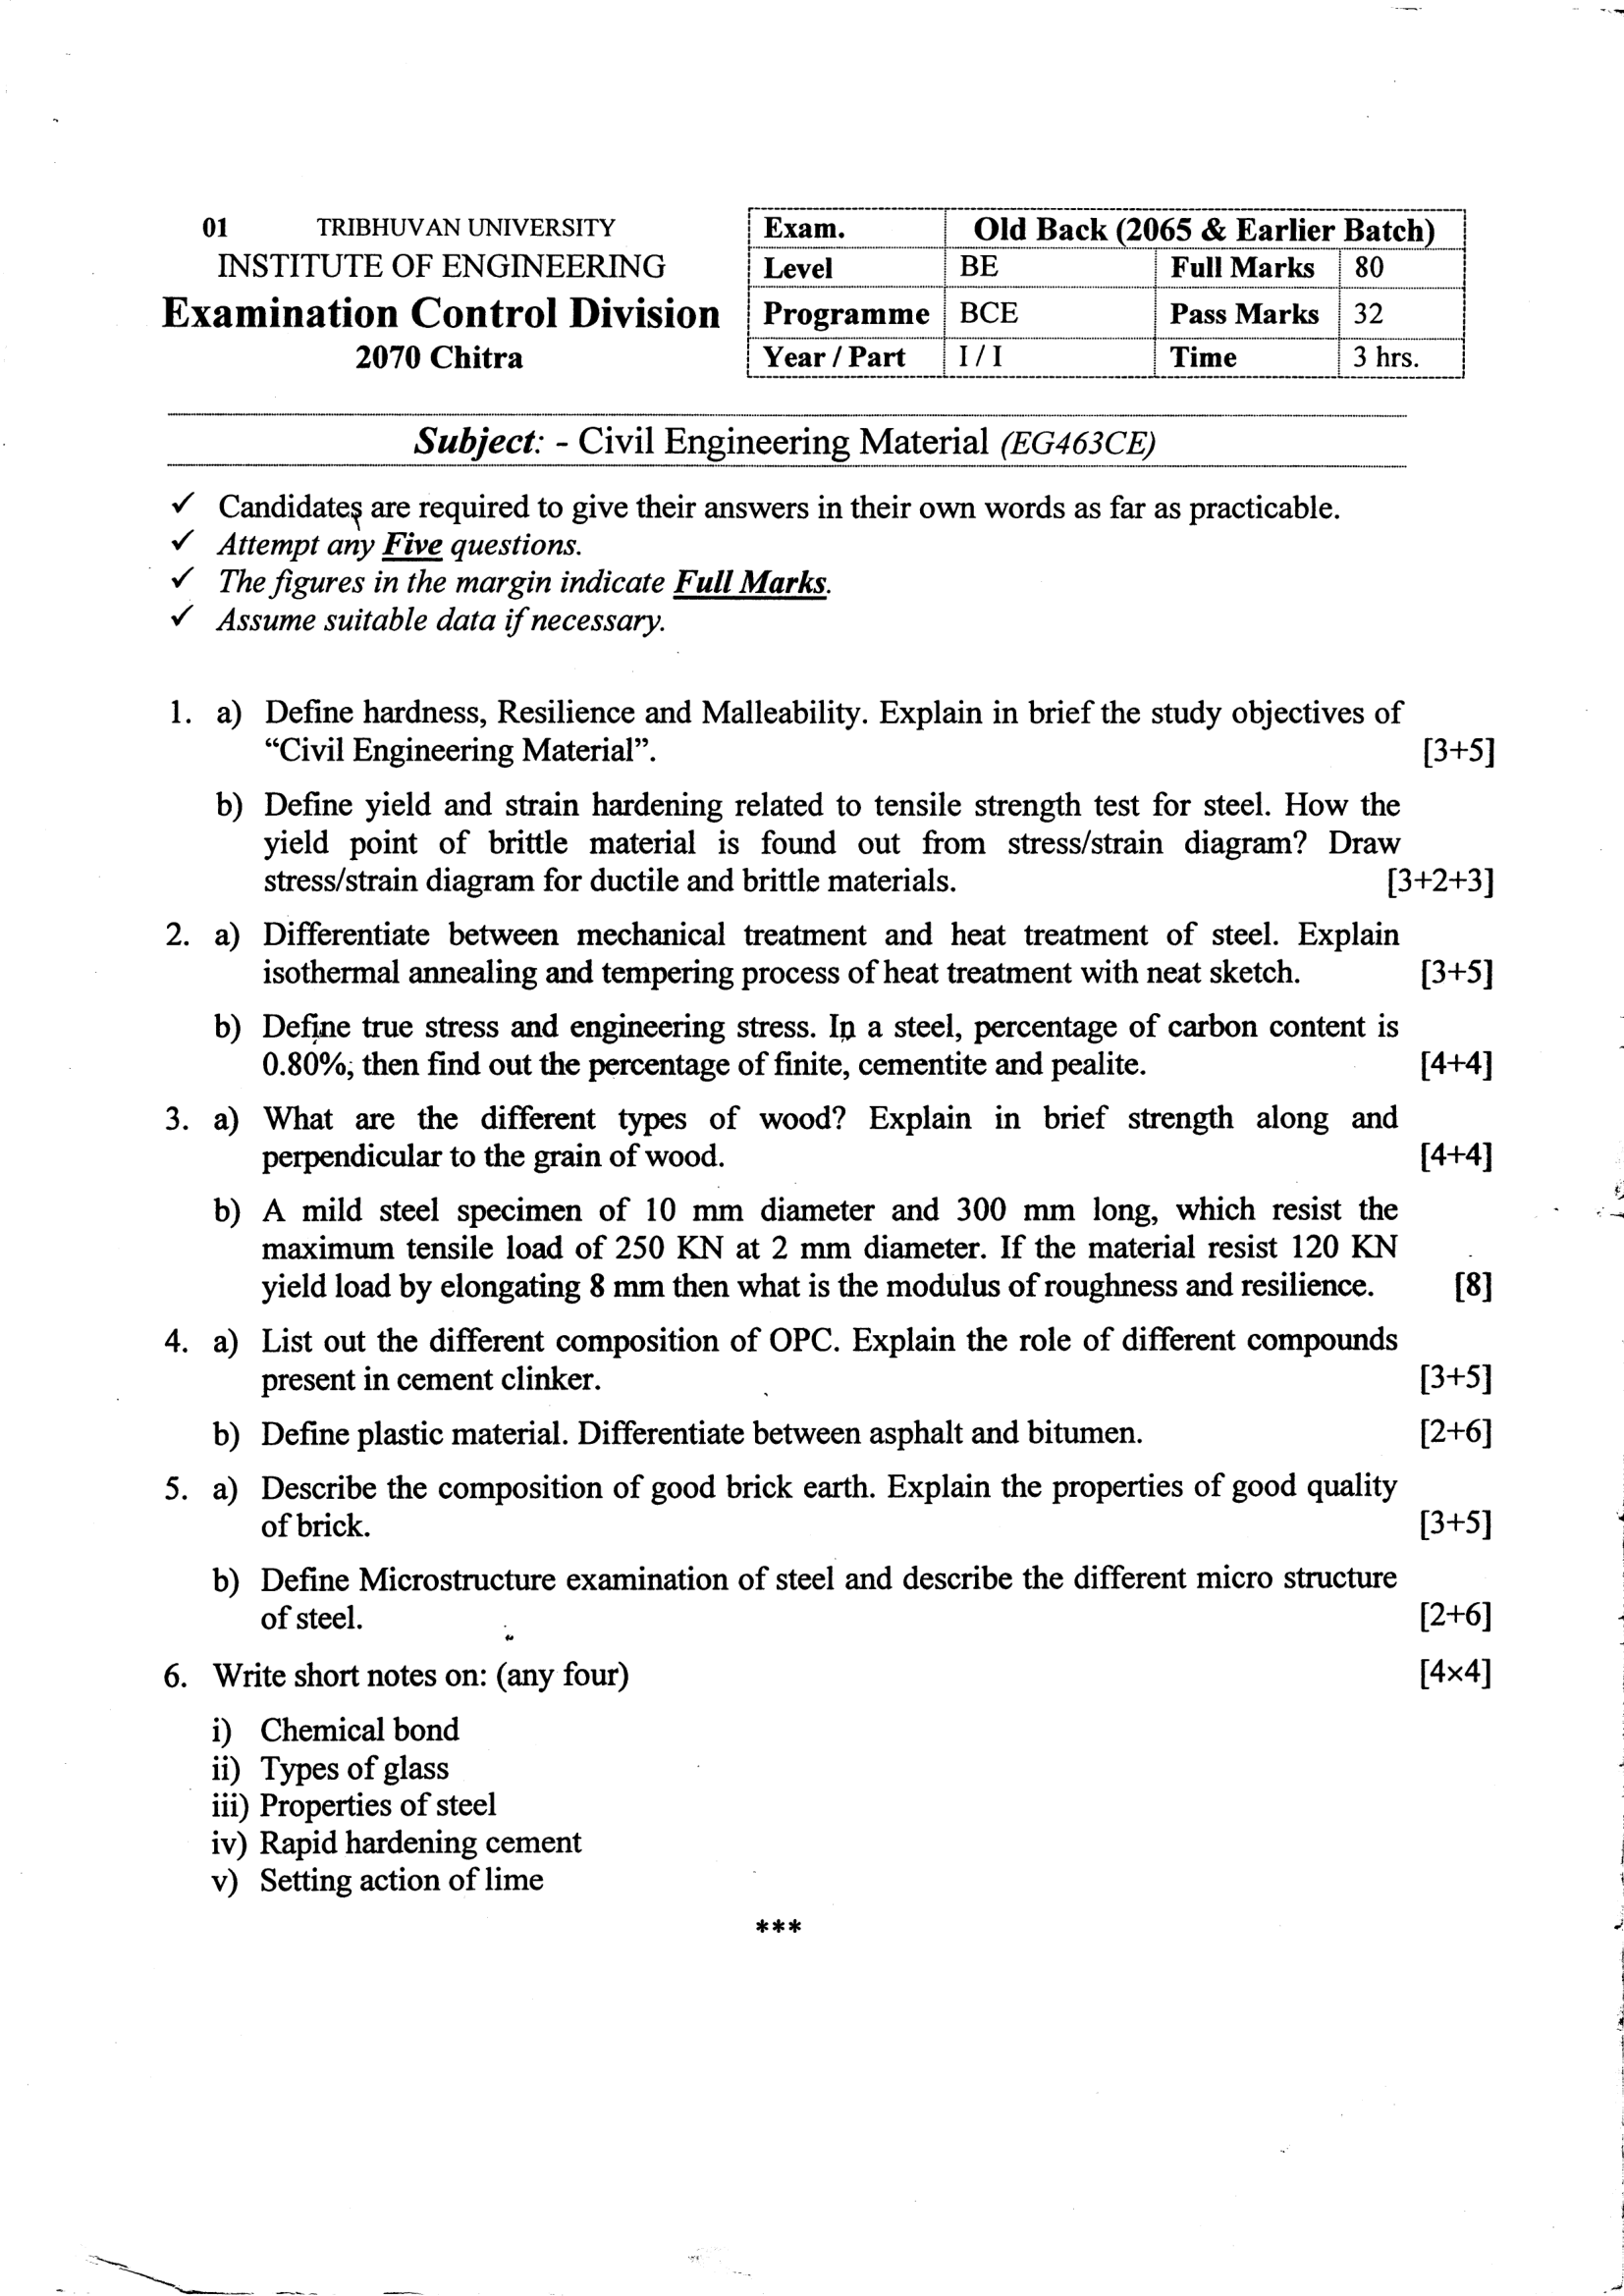 01 TRIBHUVAN UNIVERSITY
INSTITUTE OF ENGINEERING
Examination Control Division
2070 Chitra
Exam. Old Back (2065 & Earlier Batch)
Level BE Full Marks 80
Programme BCE Pass Marks 32
Year / Part I / I Time 3 hrs.
Subject: - Civil Engineering Material (EG463CE)
✓ Candidates are required to give their answers in their own words as far as practicable.
✓ Attempt any Five questions.
✓ The figures in the margin indicate Full Marks.
✓ Assume suitable data if necessary.
1. a) Define hardness, Resilience and Malleability. Explain in brief the study objectives of
“Civil Engineering Material”. [3+5]
b) Define yield and strain hardening related to tensile strength test for steel. How the
yield point of brittle material is found out from stress/strain diagram? Draw
stress/strain diagram for ductile and brittle materials. [3+2+3]
2. a) Differentiate between mechanical treatment and heat treatment of steel. Explain
isothermal annealing and tempering process of heat treatment with neat sketch. [3+5]
b) Define true stress and engineering stress. In a steel, percentage of carbon content is
0.80%; then find out the percentage of finite, cementite and pealite. [4+4]
3. a) What are the different types of wood? Explain in brief strength along and
perpendicular to the grain of wood. [4+4]
b) A mild steel specimen of 10 mm diameter and 300 mm long, which resist the
maximum tensile load of 250 KN at 2 mm diameter. If the material resist 120 KN
yield load by elongating 8 mm then what is the modulus of roughness and resilience. [8]
4. a) List out the different composition of OPC. Explain the role of different compounds
present in cement clinker. [3+5]
b) Define plastic material. Differentiate between asphalt and bitumen. [2+6]
5. a) Describe the composition of good brick earth. Explain the properties of good quality
of brick. [3+5]
b) Define Microstructure examination of steel and describe the different micro structure
of steel. [2+6]
6. Write short notes on: (any four) [4×4]
i) Chemical bond
ii) Types of glass
iii) Properties of steel
iv) Rapid hardening cement
v) Setting action of lime
***